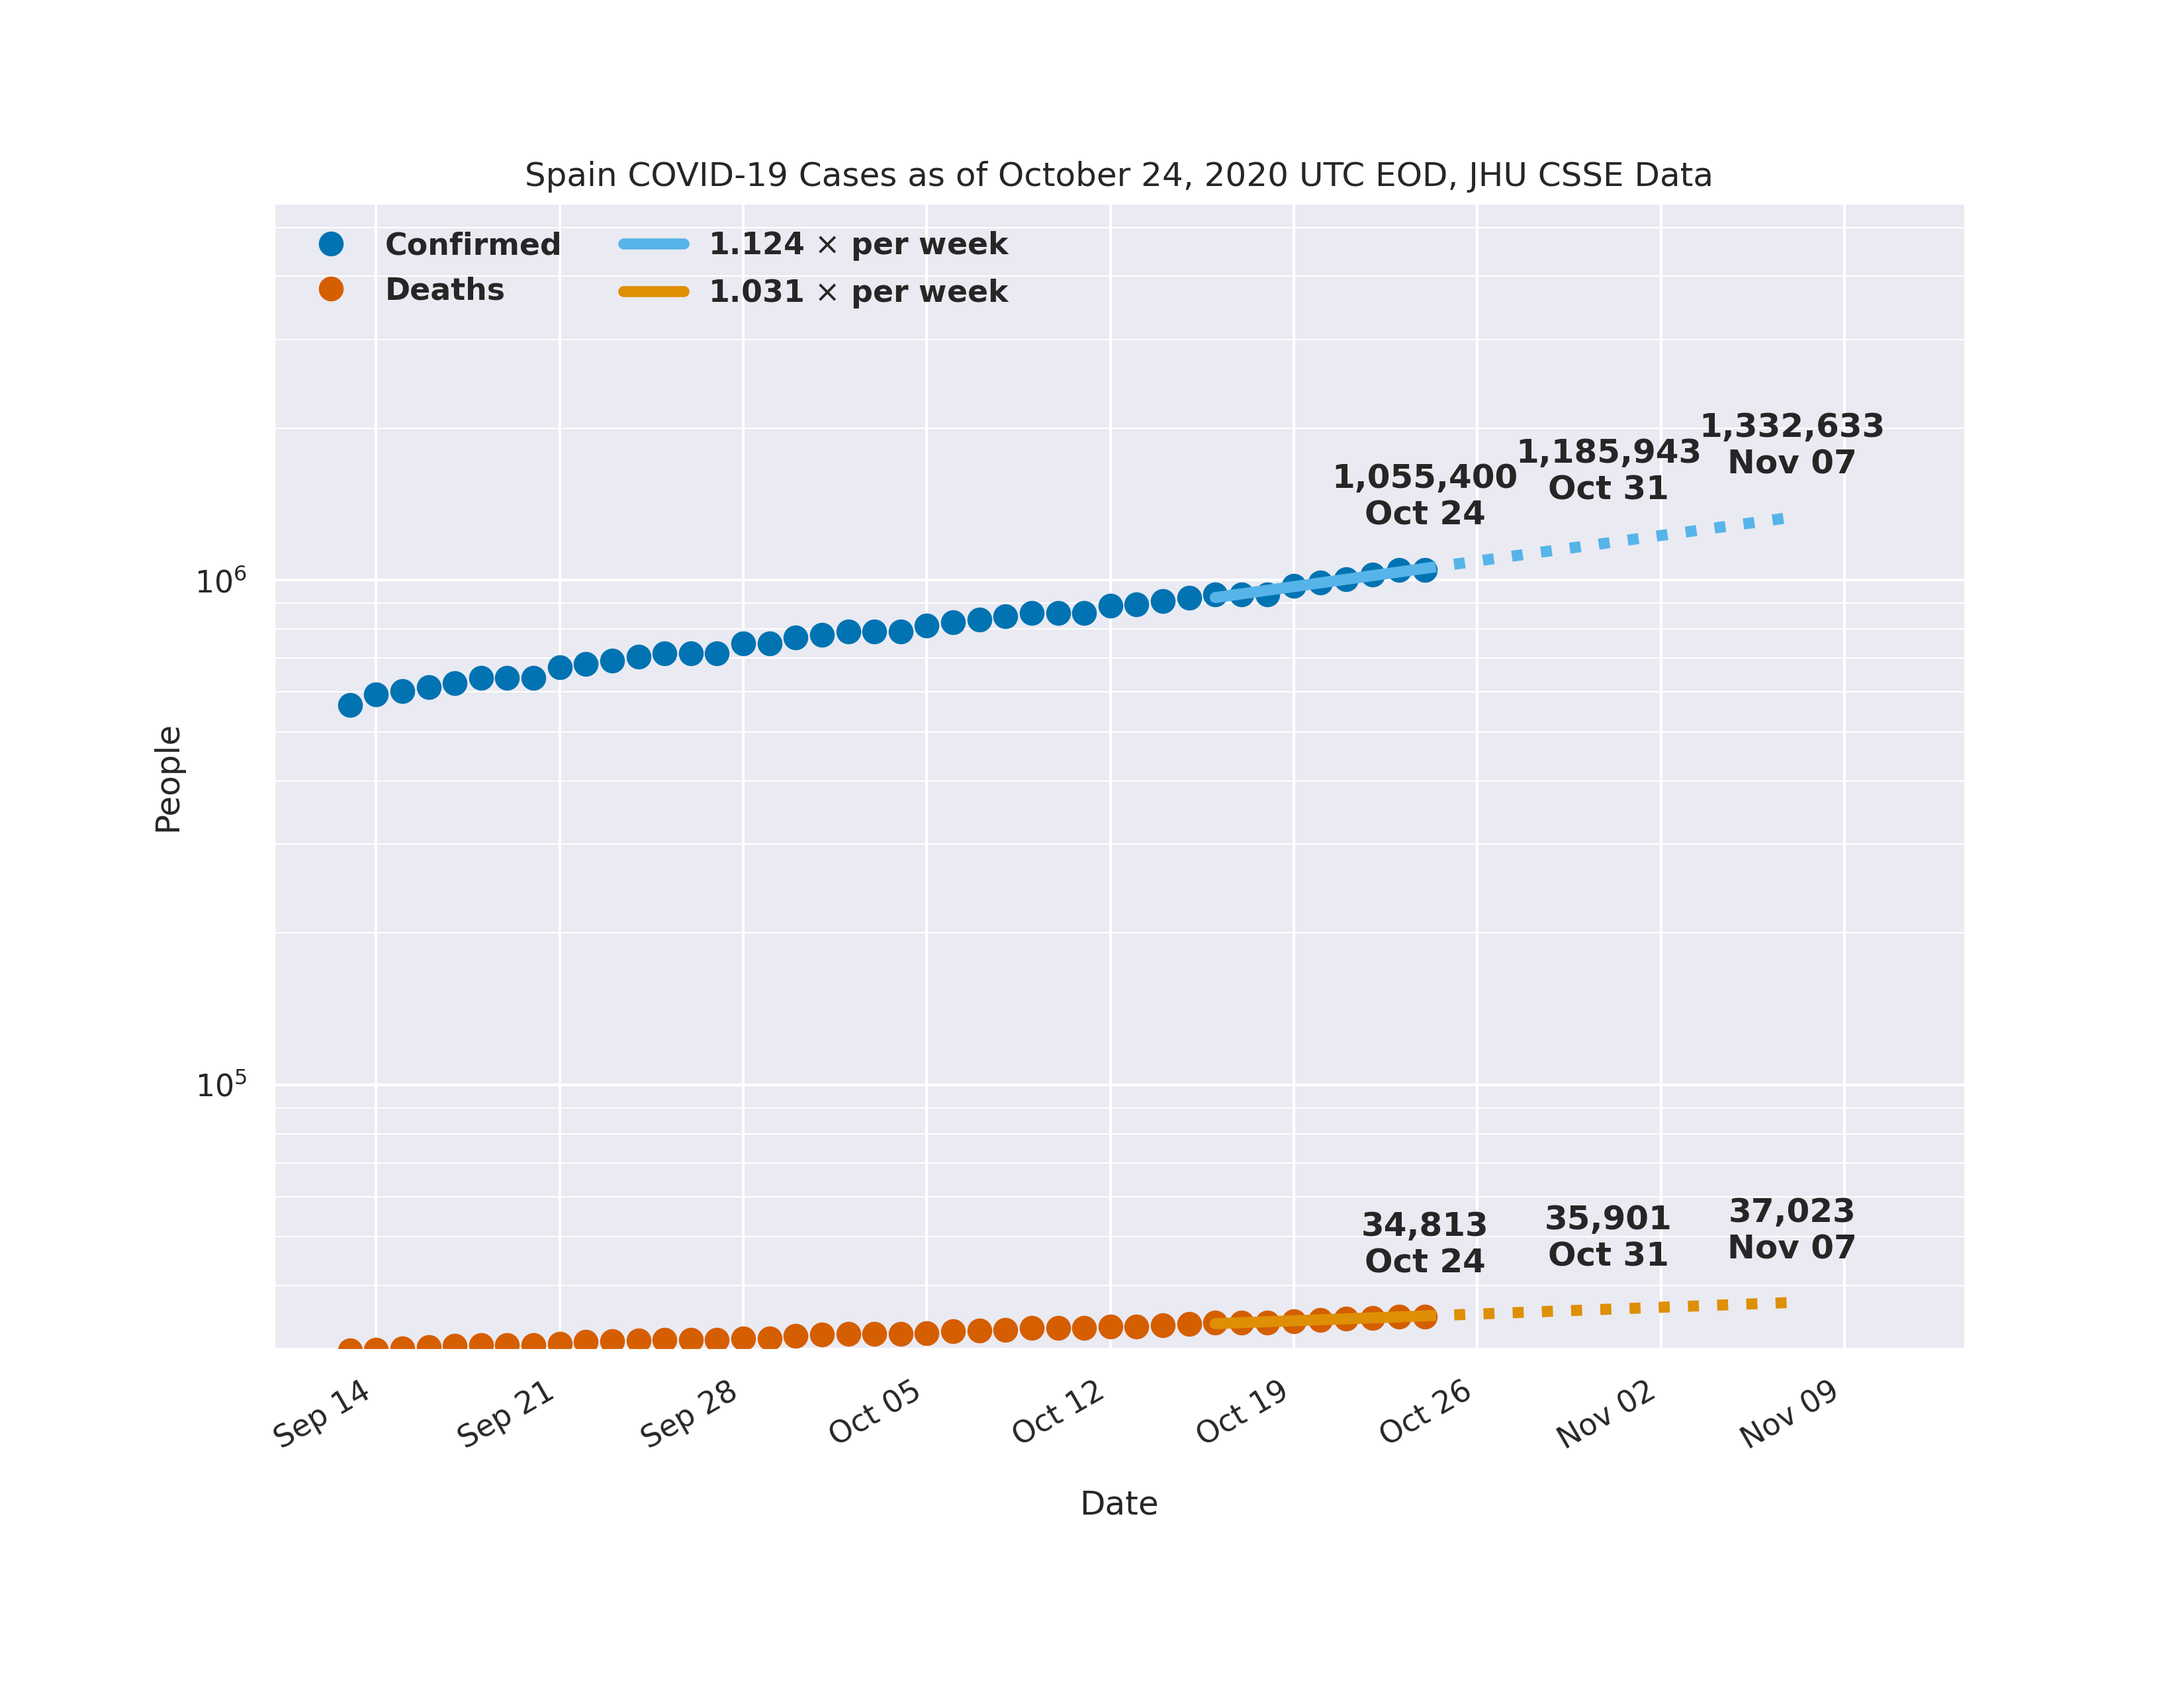 Spain COVID-19 Cases as of October 24, 2020 UTC EOD, JHU CSSE Data
Confirmed
Deaths
1.124 × per week
1.031 × per week
1,055,400
Oct 24
1,185,943
Oct 31
1,332,633
Nov 07
10⁶
People
10⁵
34,813
Oct 24
35,901
Oct 31
37,023
Nov 07
Sep 14
Sep 21
Sep 28
Oct 05
Oct 12
Oct 19
Oct 26
Nov 02
Nov 09
Date